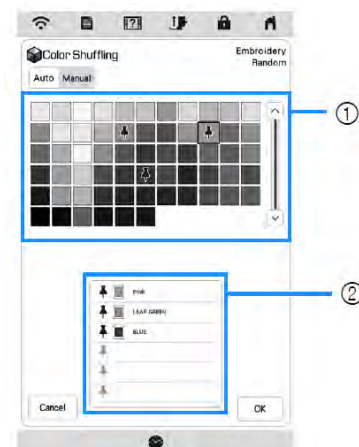 Color Shuffling
Embroidery
Random
Auto Manual
①
②
PINK
LEAF GREEN
BLUE
Cancel
OK